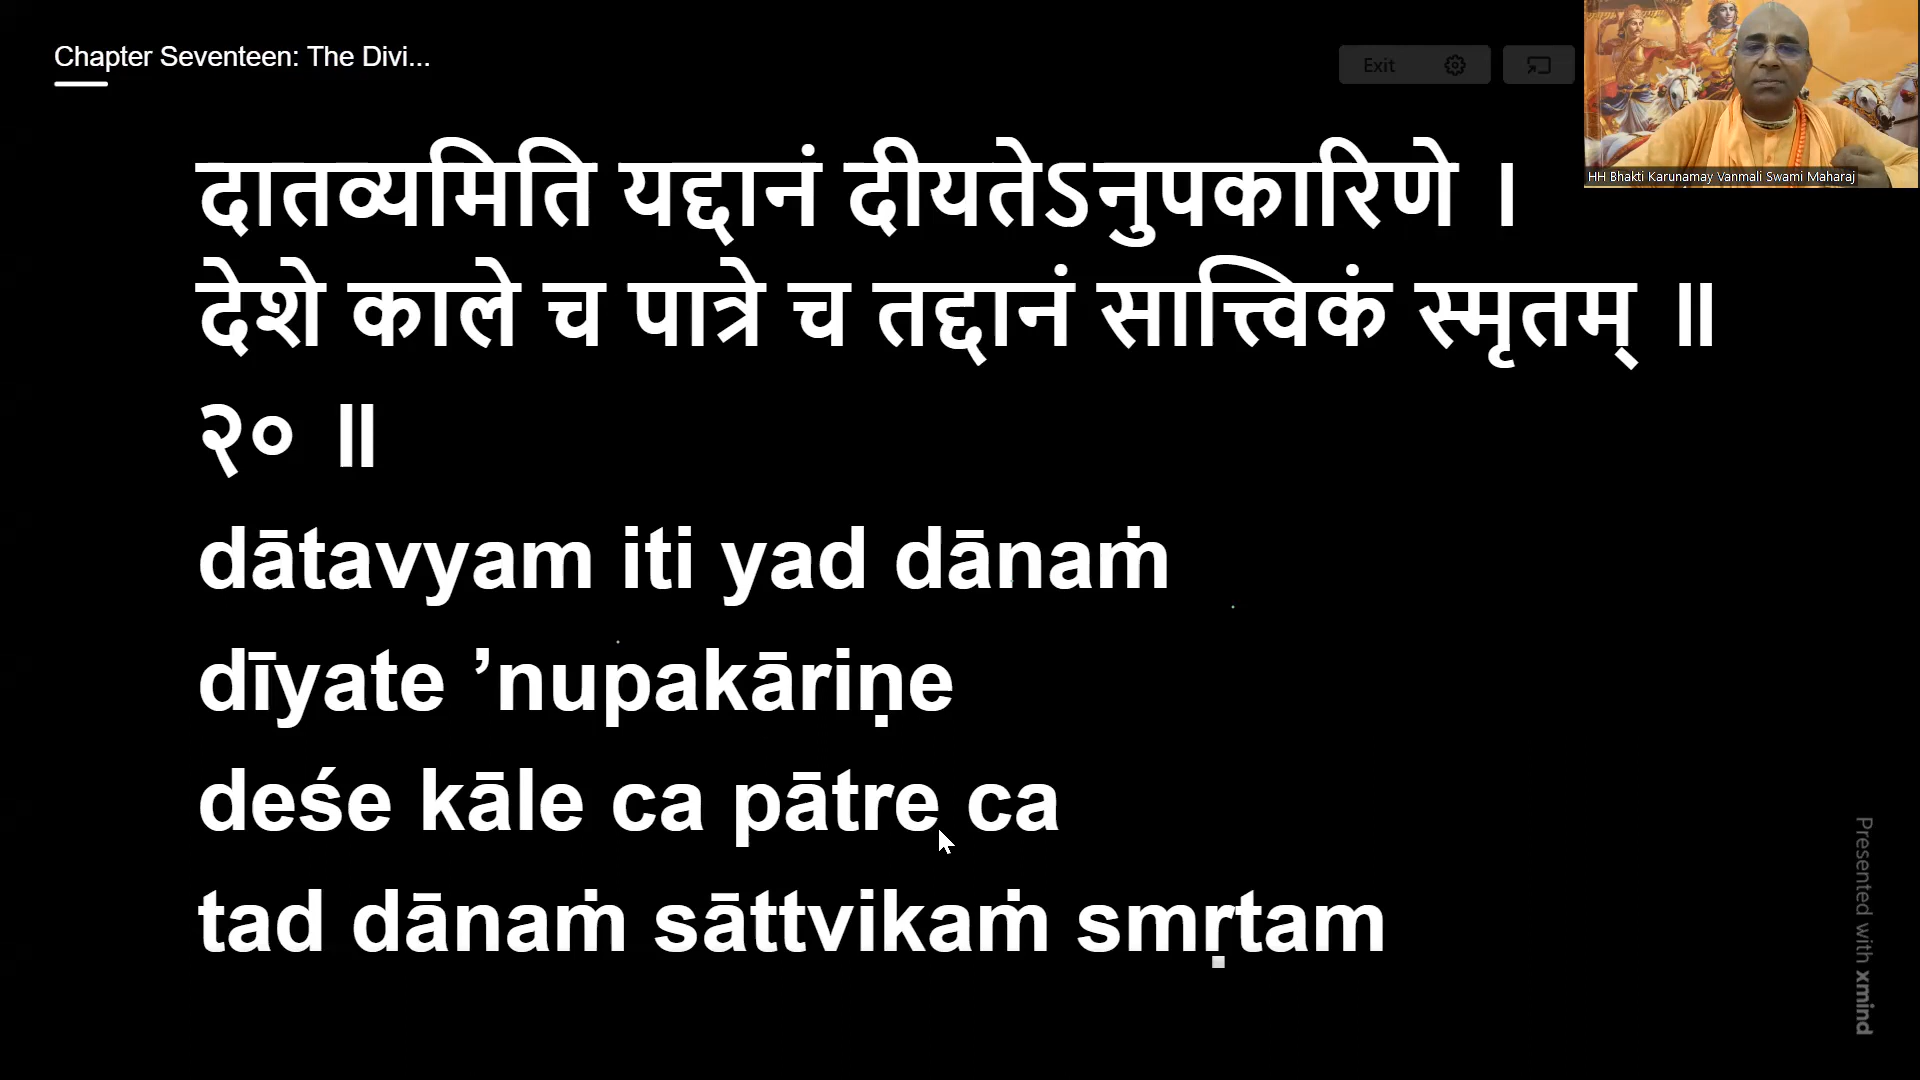 Chapter Seventeen: The Divi...
Exit
HH Bhakti Karunamay Vanmali Swami Maharaj
दातव्यमिति यद्दानं दीयतेऽनुपकारिणे ।
देशे काले च पात्रे च तद्दानं सात्त्विकं स्मृतम् ॥
२० ॥
dātavyam iti yad dānaṁ
dīyate ’nupakāriṇe
deśe kāle ca pātre ca
tad dānaṁ sāttvikaṁ smṛtam
Presented with xmind